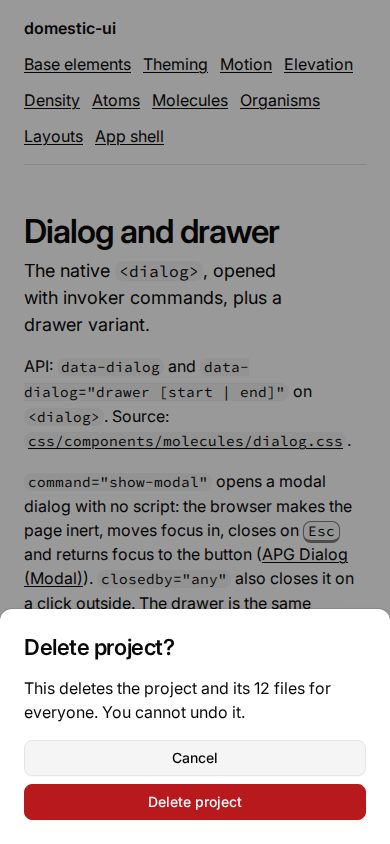 domestic-ui
Base elements Theming Motion Elevation
Density Atoms Molecules Organisms
Layouts App shell
Dialog and drawer
The native <dialog>, opened
with invoker commands, plus a
drawer variant.
API: data-dialog and data-
dialog="drawer [start | end]" on
<dialog>. Source:
css/components/molecules/dialog.css.
command="show-modal" opens a modal
dialog with no script: the browser makes the
page inert, moves focus in, closes on Esc
and returns focus to the button (APG Dialog
(Modal)). closedby="any" also closes it on
a click outside. The drawer is the same
Delete project?
This deletes the project and its 12 files for
everyone. You cannot undo it.
Cancel
Delete project